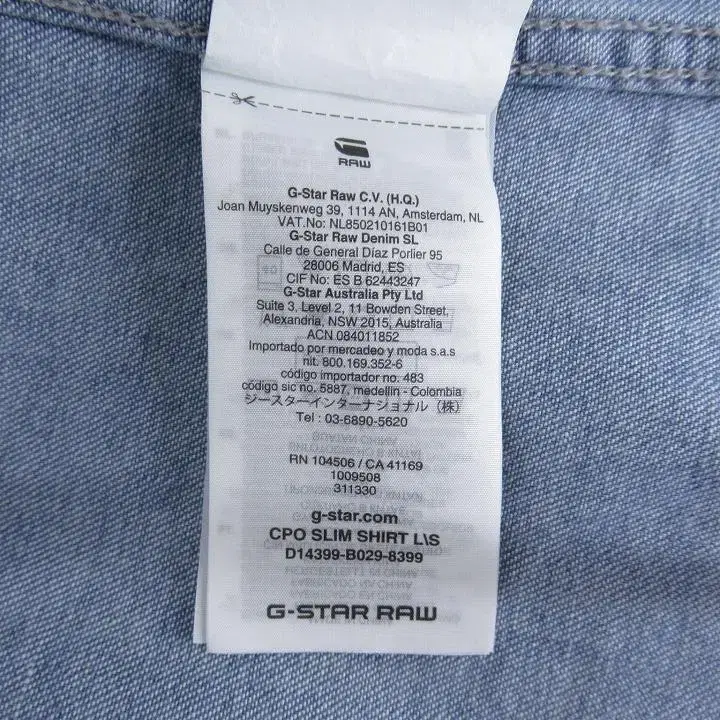 RAW
G-Star Raw C.V. (H.Q.)
Joan Muyskenweg 39, 1114 AN, Amsterdam, NL
VAT.No: NL850210161B01
G-Star Raw Denim SL
Calle de General Díaz Porlier 95
28006 Madrid, ES
CIF No: ES B 62443247
G-Star Australia Pty Ltd
Suite 3, Level 2, 11 Bowden Street,
Alexandria, NSW 2015, Australia
ACN 084011852
Importado por mercadeo y moda s.a.s
nit. 800.169.352-6
código importador no. 483
código sic no. 5887, medellin - Colombia
ジースターインターナショナル（株）
Tel : 03-6890-5620
RN 104506 / CA 41169
1009508
311330
g-star.com
CPO SLIM SHIRT L\S
D14399-B029-8399
G-STAR RAW